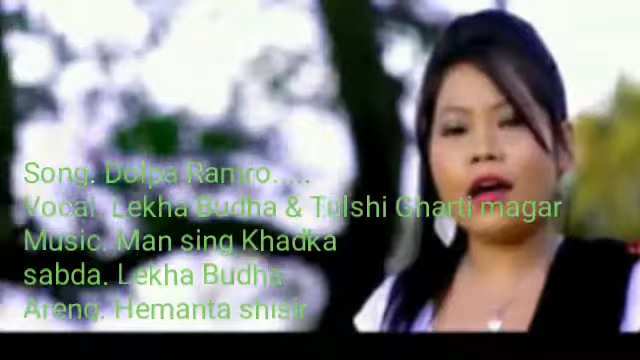 Song. Dolpa Ramro.....
Vocal. Lekha Budha & Tulshi Gharti magar
Music. Man sing Khadka
sabda. Lekha Budha
Areng. Hemanta shisir